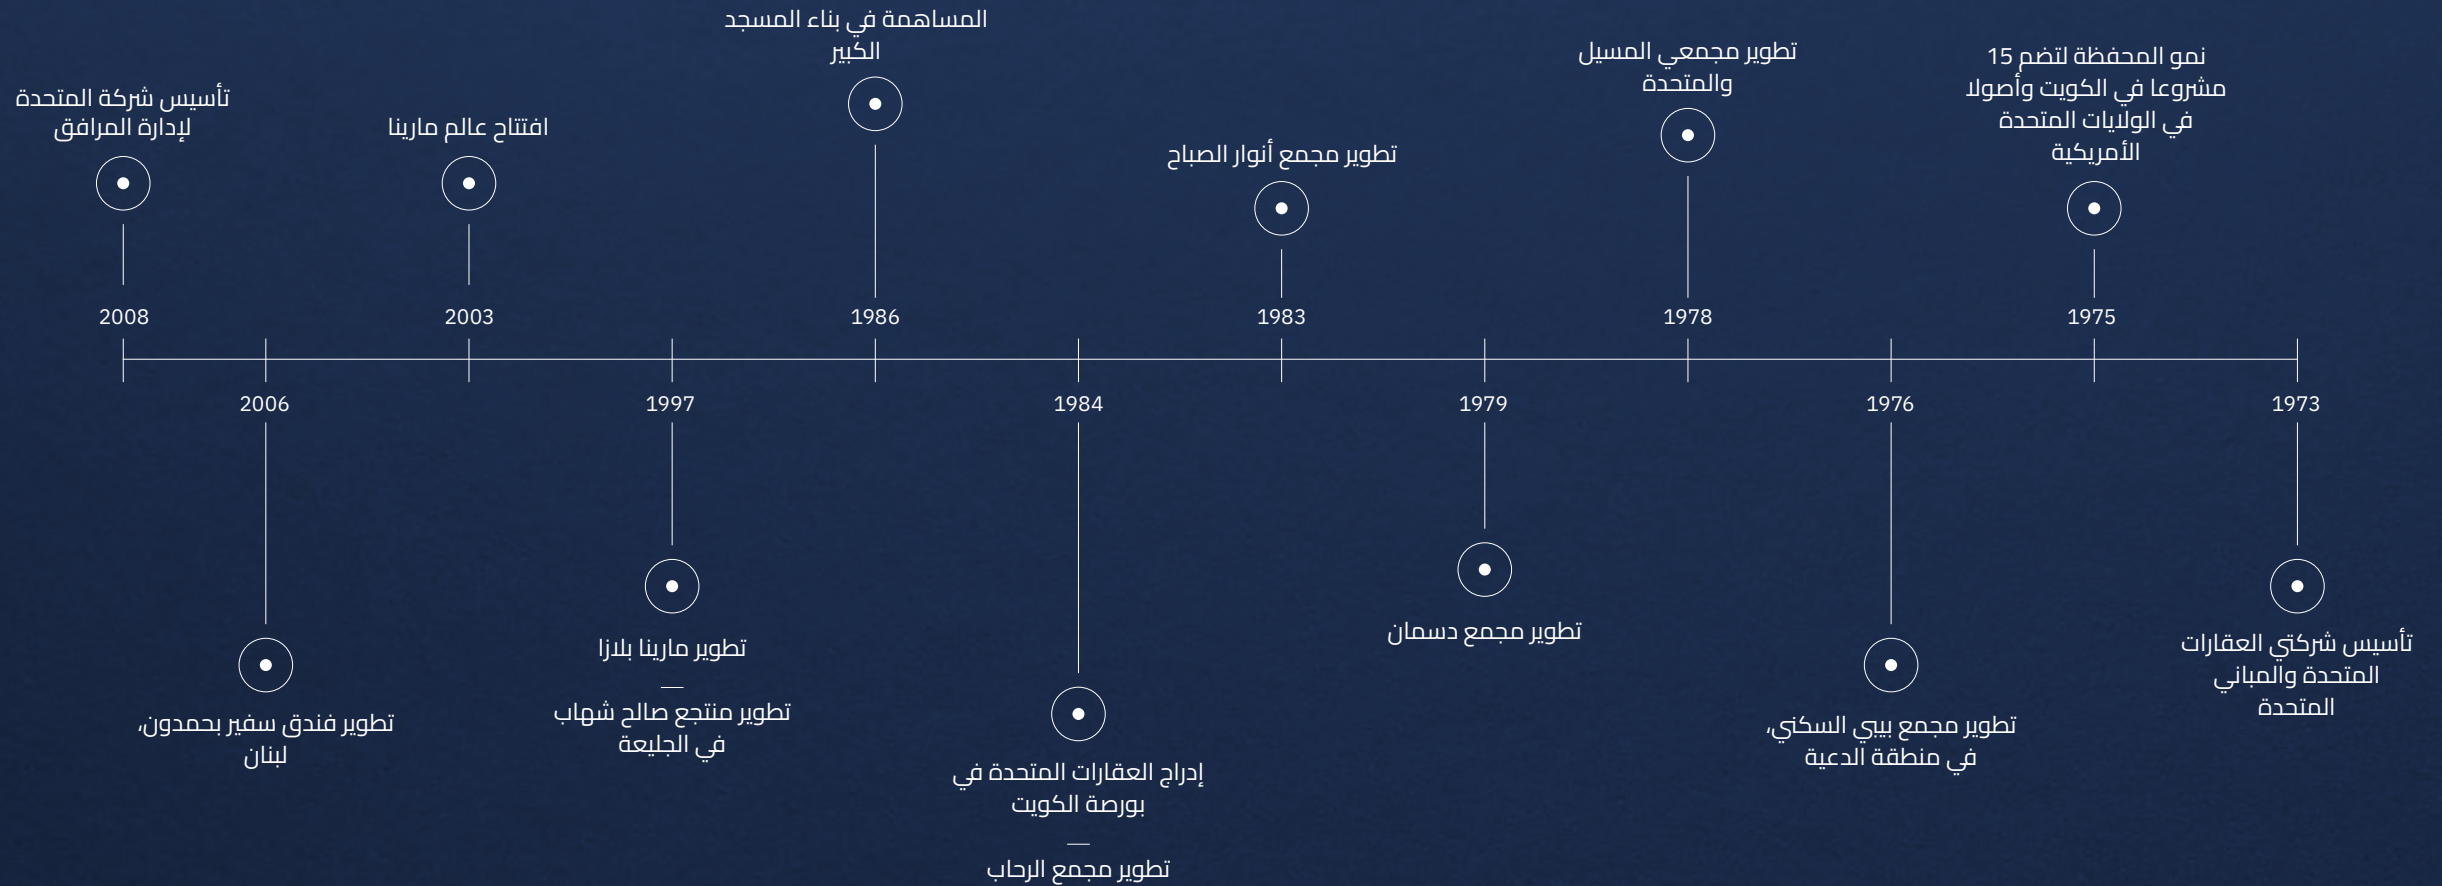 1973
تأسيس شركتي العقارات
المتحدة والمباني
المتحدة
نمو المحفظة لتضم 15
مشروعا في الكويت وأصولا
في الولايات المتحدة
الأمريكية
1975
1976
تطوير مجمع بيبي السكني،
في منطقة الدعية
تطوير مجمعي المسيل
والمتحدة
1978
1979
تطوير مجمع دسمان
تطوير مجمع أنوار الصباح
1983
1984
إدراج العقارات المتحدة في
بورصة الكويت
تطوير مجمع الرحاب
المساهمة في بناء المسجد
الكبير
1986
1997
تطوير مارينا بلازا
تطوير منتجع صالح شهاب
في الجليعة
افتتاح عالم مارينا
2003
2006
تطوير فندق سفير بحمدون،
لبنان
تأسيس شركة المتحدة
لإدارة المرافق
2008